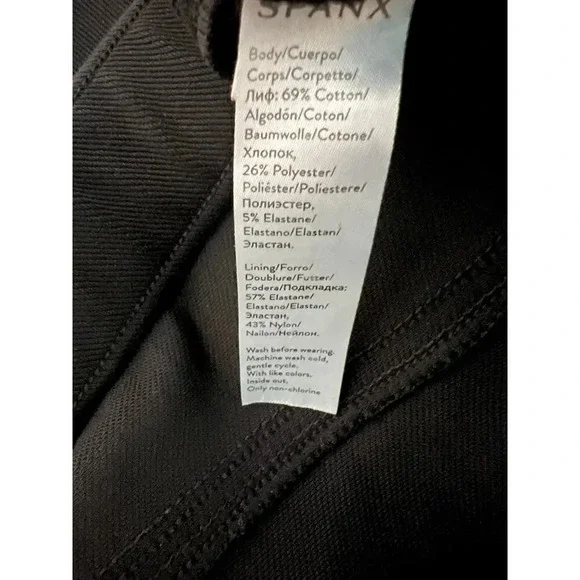 SPANX
Body/Cuerpo/
Corps/Corpetto/
Лиф: 69% Cotton/
Algodón/Coton/
Baumwolle/Cotone/
Хлопок,
26% Polyester/
Poliéster/Poliestere/
Полиэстер,
5% Elastane/
Elastano/Elastan/
Эластан.
Lining/Forro/
Doublure/Futter/
Fodera/Подкладка:
57% Elastane/
Elastano/Elastan/
Эластан,
43% Nylon/
Nailon/Нейлон.
Wash before wearing.
Machine wash cold,
gentle cycle.
With like colors.
Inside out.
Only non-chlorine